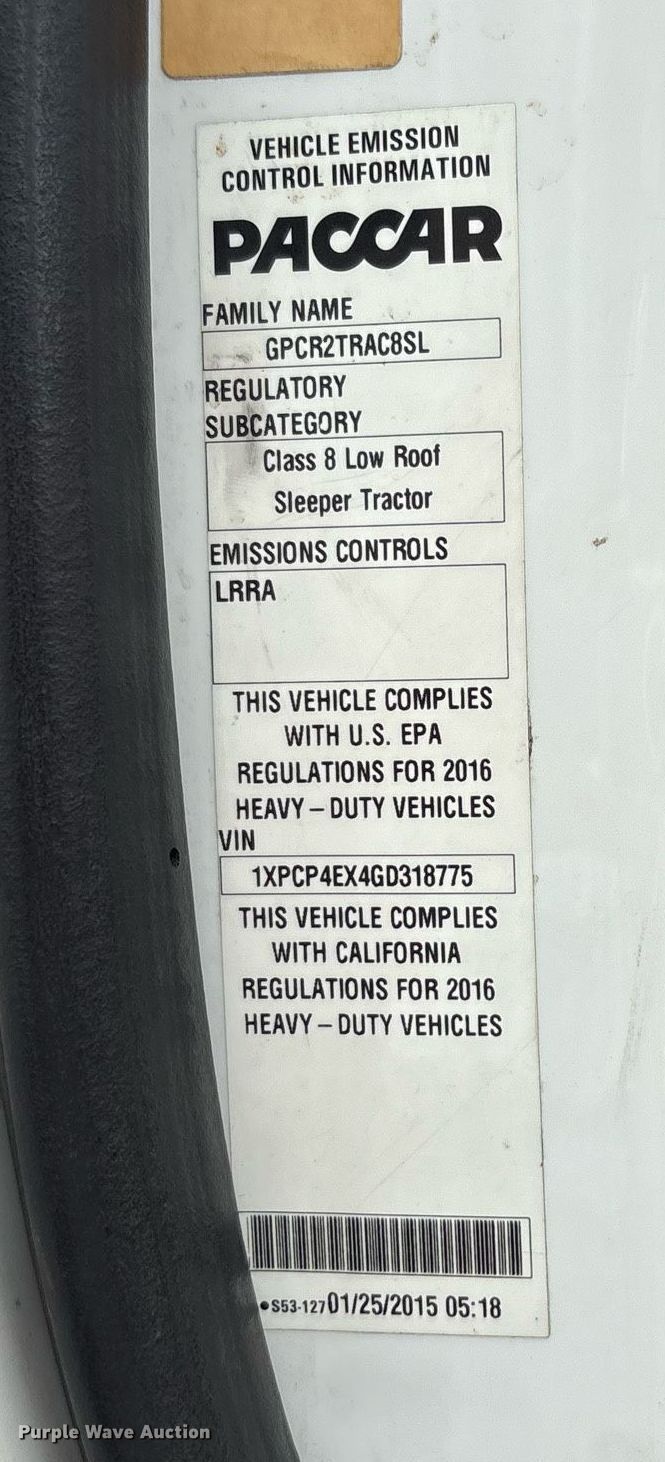 VEHICLE EMISSION
CONTROL INFORMATION
PACCAR
FAMILY NAME
GPCR2TRAC8SL
REGULATORY
SUBCATEGORY
Class 8 Low Roof
Sleeper Tractor
EMISSIONS CONTROLS
LRRA
THIS VEHICLE COMPLIES
WITH U.S. EPA
REGULATIONS FOR 2016
HEAVY – DUTY VEHICLES
VIN
1XPCP4EX4GD318775
THIS VEHICLE COMPLIES
WITH CALIFORNIA
REGULATIONS FOR 2016
HEAVY – DUTY VEHICLES
•S53-127 01/25/2015 05:18
Purple Wave Auction